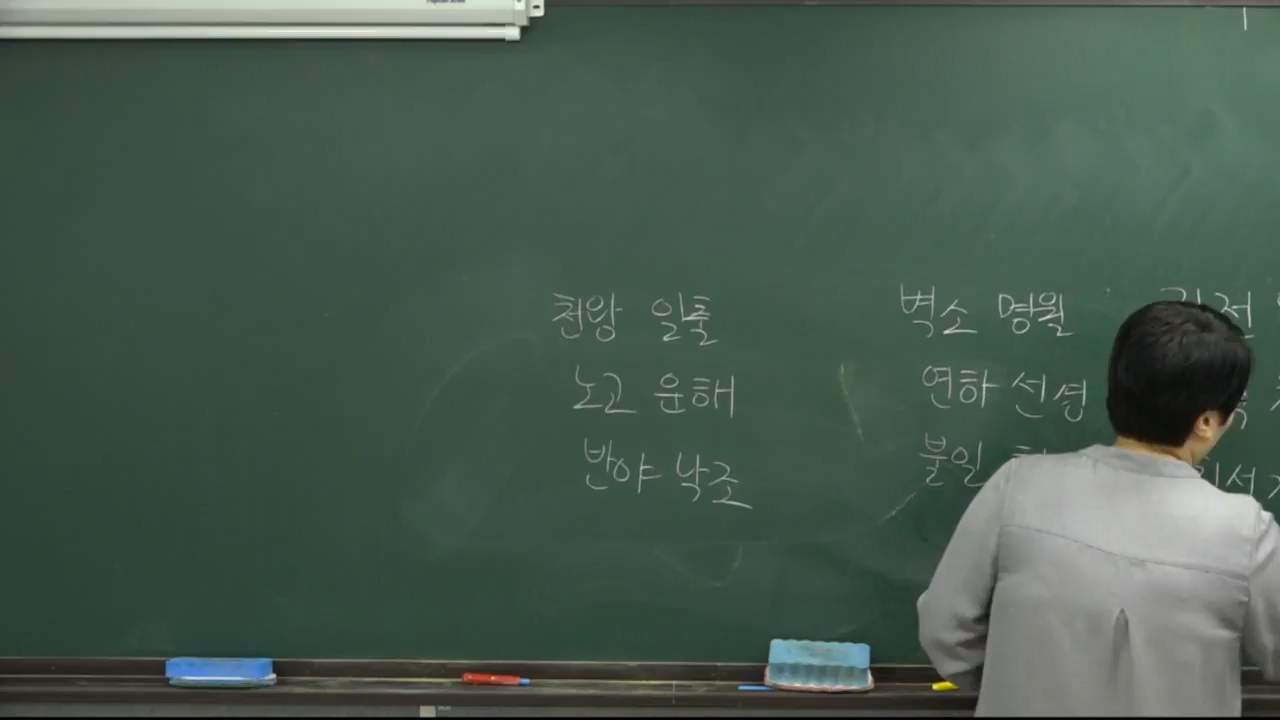 천왕 일출 벽소 명월 전
노고 운해 연하 선경
반야 낙조 불일